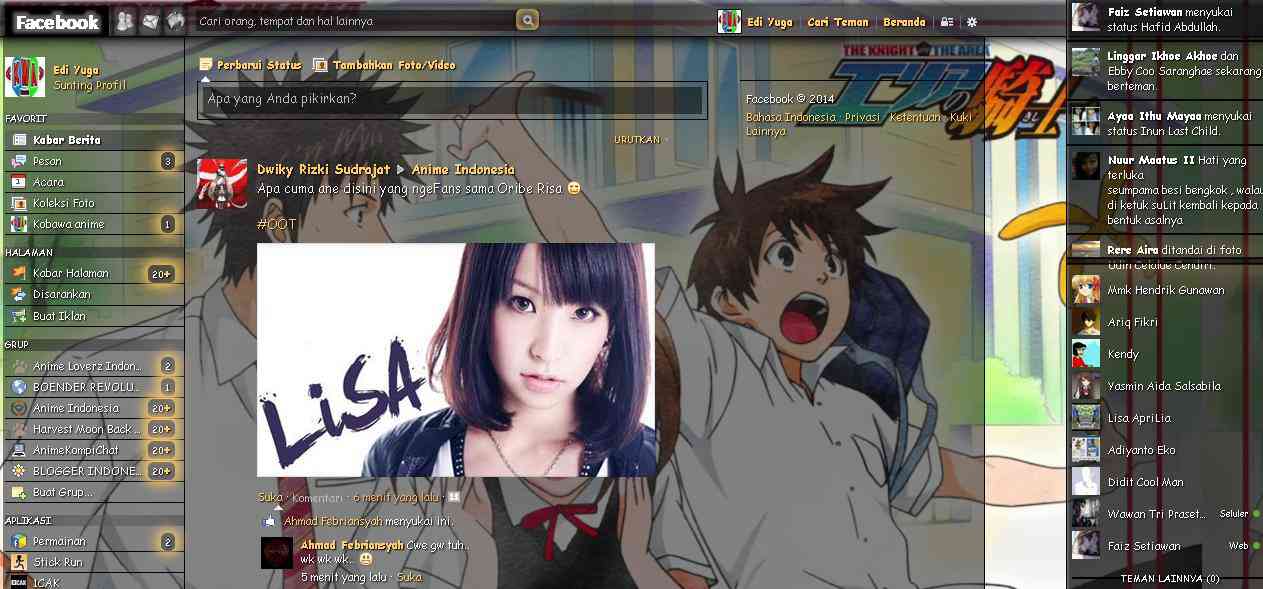 Facebook
Cari orang, tempat dan hal lainnya
Edi Yuga
Cari Teman
Beranda
Edi Yuga
Sunting Profil
FAVORIT
Kabar Berita
Pesan 3
Acara
Koleksi Foto
Kobawa anime 1
HALAMAN
Kabar Halaman 20+
Disarankan
Buat Iklan
GRUP
Anime Loverz Indon... 2
BOENDER REVOLU... 1
Anime Indonesia 20+
Harvest Moon Back ... 20+
AnimeKompiChat 20+
BLOGGER INDONE... 20+
Buat Grup...
APLIKASI
Permainan 2
Stick Run
1CAK
Perbarui Status
Tambahkan Foto/Video
Apa yang Anda pikirkan?
URUTKAN
Dwiky Rizki Sudrajat ▶ Anime Indonesia
Apa cuma ane disini yang ngeFans sama Oribe Risa
#OOT
LiSA
Suka · Komentari · 6 menit yang lalu ·
Ahmad Febriansyah menyukai ini.
Ahmad Febriansyah Cwe gw tuh..
wk wk wk..
5 menit yang lalu · Suka
THE KNIGHT IN THE AREA
エリアの騎士
Facebook © 2014
Bahasa Indonesia · Privasi · Ketentuan · Kuki
Lainnya
Faiz Setiawan menyukai
status Hafid Abdullah.
Linggar Ikhoe Akhoe dan
Ebby Coo Saranghae sekarang
berteman.
Ayaa Ithu Mayaa menyukai
status Inun Last Child.
Nuur Maatus II Hati yang
terluka
seumpama besi bengkok , walau
di ketuk suLit kembali kepada
bentuk asalnya
Rere Aira ditandai di foto
Mmk Hendrik Gunawan
Ariq Fikri
Kendy
Yasmin Aida Salsabila
Lisa ApriLia
Adiyanto Eko
Didit Cool Man
Wawan Tri Praset... Seluler
Faiz Setiawan Web
TEMAN LAINNYA (0)